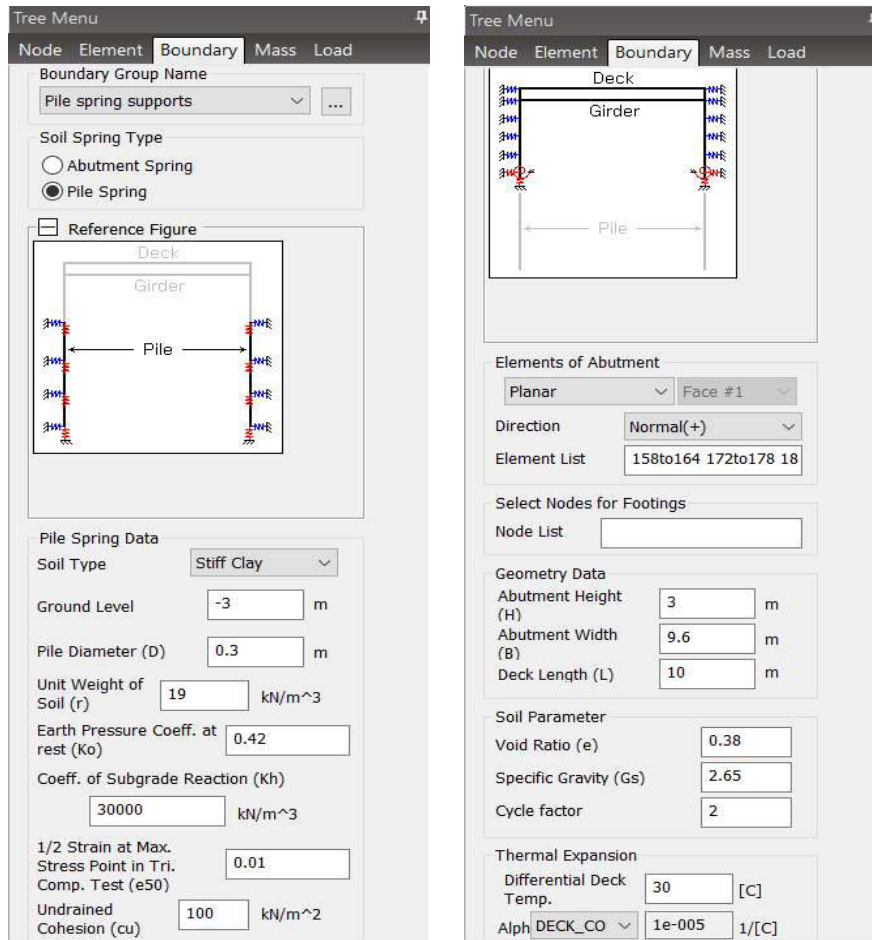 Tree Menu
Node Element Boundary Mass Load
Boundary Group Name
Pile spring supports
...
Soil Spring Type
Abutment Spring
Pile Spring
Reference Figure
Deck
Girder
Pile
Pile Spring Data
Soil Type Stiff Clay
Ground Level -3 m
Pile Diameter (D) 0.3 m
Unit Weight of
Soil (r) 19 kN/m^3
Earth Pressure Coeff. at
rest (Ko) 0.42
Coeff. of Subgrade Reaction (Kh)
30000 kN/m^3
1/2 Strain at Max.
Stress Point in Tri. 0.01
Comp. Test (e50)
Undrained 100 kN/m^2
Cohesion (cu)
Tree Menu
Node Element Boundary Mass Load
Deck
Girder
Pile
Elements of Abutment
Planar Face #1
Direction Normal(+)
Element List 158to164 172to178 18
Select Nodes for Footings
Node List
Geometry Data
Abutment Height 3 m
(H)
Abutment Width 9.6 m
(B)
Deck Length (L) 10 m
Soil Parameter
Void Ratio (e) 0.38
Specific Gravity (Gs) 2.65
Cycle factor 2
Thermal Expansion
Differential Deck 30 [C]
Temp.
Alph DECK_CO 1e-005 1/[C]